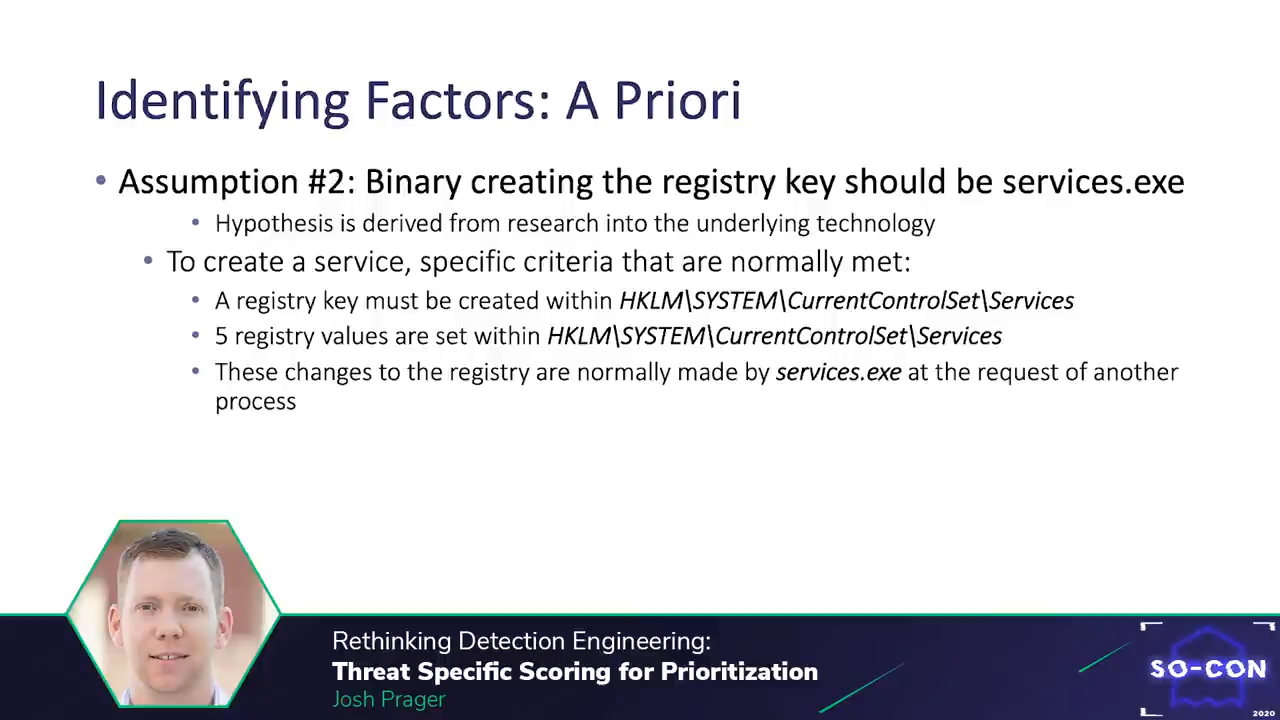 Identifying Factors: A Priori
• Assumption #2: Binary creating the registry key should be services.exe
• Hypothesis is derived from research into the underlying technology
• To create a service, specific criteria that are normally met:
• A registry key must be created within HKLM\SYSTEM\CurrentControlSet\Services
• 5 registry values are set within HKLM\SYSTEM\CurrentControlSet\Services
• These changes to the registry are normally made by services.exe at the request of another
process
Rethinking Detection Engineering:
Threat Specific Scoring for Prioritization
Josh Prager
SO-CON
2020